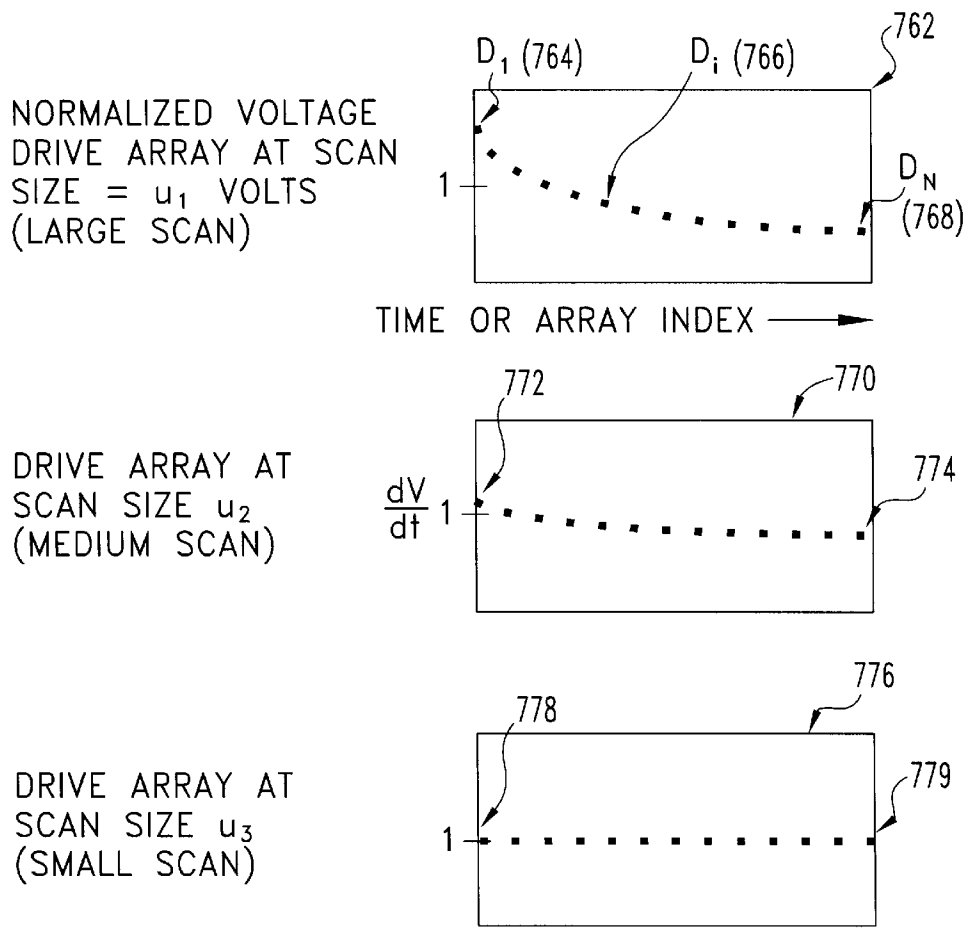 762
D₁ (764)
Dᵢ (766)
NORMALIZED VOLTAGE
DRIVE ARRAY AT SCAN
SIZE = u₁ VOLTS
(LARGE SCAN)
1
D_N
(768)
TIME OR ARRAY INDEX
772
770
DRIVE ARRAY AT
SCAN SIZE u₂
(MEDIUM SCAN)
dV
dt
1
774
778
776
DRIVE ARRAY AT
SCAN SIZE u₃
(SMALL SCAN)
1
779